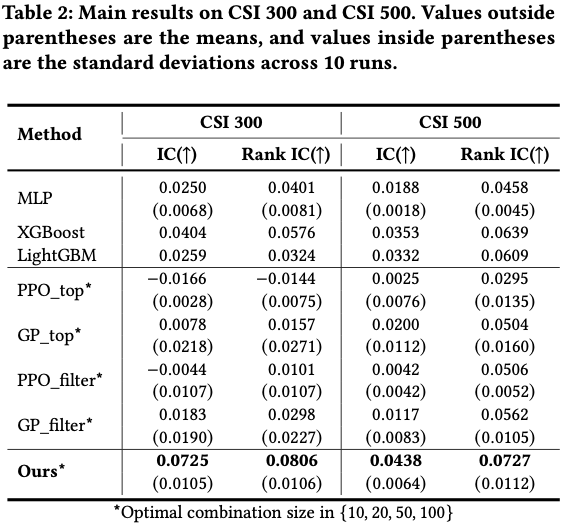 Table 2: Main results on CSI 300 and CSI 500. Values outside
parentheses are the means, and values inside parentheses
are the standard deviations across 10 runs.
Method CSI 300 CSI 500
IC(↑) Rank IC(↑) IC(↑) Rank IC(↑)
MLP 0.0250 0.0401 0.0188 0.0458
(0.0068) (0.0081) (0.0018) (0.0045)
XGBoost 0.0404 0.0576 0.0353 0.0639
LightGBM 0.0259 0.0324 0.0332 0.0609
PPO_top* −0.0166 −0.0144 0.0025 0.0295
(0.0028) (0.0075) (0.0076) (0.0135)
GP_top* 0.0078 0.0157 0.0200 0.0504
(0.0218) (0.0271) (0.0112) (0.0160)
PPO_filter* −0.0044 0.0101 0.0042 0.0506
(0.0107) (0.0107) (0.0042) (0.0052)
GP_filter* 0.0183 0.0298 0.0117 0.0562
(0.0190) (0.0227) (0.0083) (0.0105)
Ours* 0.0725 0.0806 0.0438 0.0727
(0.0105) (0.0106) (0.0064) (0.0112)
*Optimal combination size in {10, 20, 50, 100}